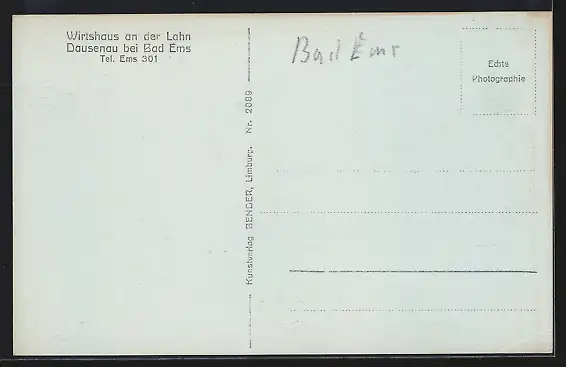 Wirtshaus an der Lahn
Dausenau bei Bad Ems
Tel. Ems 301
Kunstverlag BENDER, Limburg. Nr. 2089
Bad Ems
Echte
Photographie